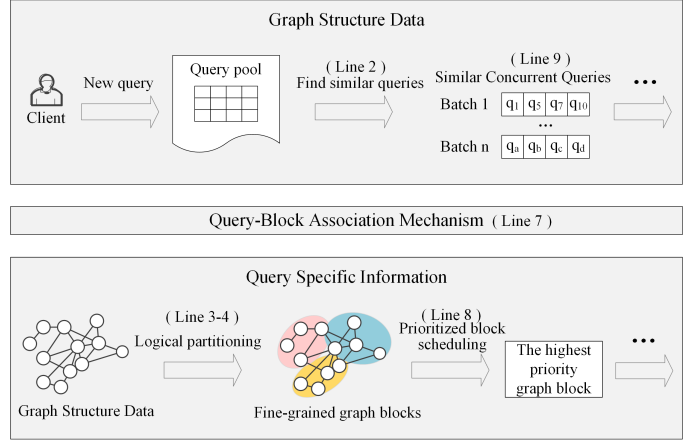 Graph Structure Data
Client
New query
Query pool
( Line 2 )
Find similar queries
( Line 9 )
Similar Concurrent Queries
Batch 1 q1 q5 q7 q10
...
Batch n qa qb qc qd
...
Query-Block Association Mechanism ( Line 7 )
Query Specific Information
Graph Structure Data
( Line 3-4 )
Logical partitioning
Fine-grained graph blocks
( Line 8 )
Prioritized block
scheduling
The highest
priority
graph block
...